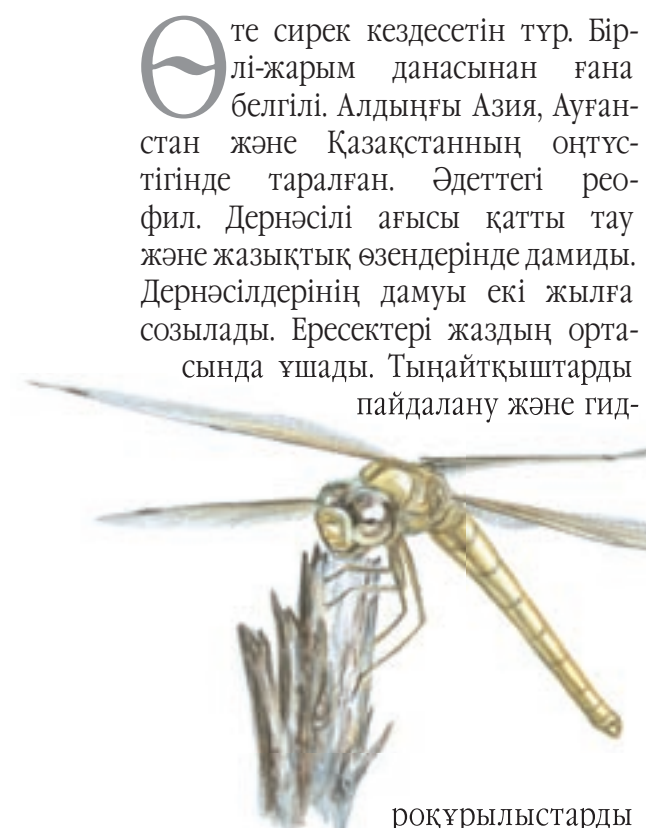 Өте сирек кездесетін түр. Бір-
лі-жарым данасынан ғана
белгілі. Алдыңғы Азия, Ауған-
стан және Қазақстанның оңтүс-
тігінде таралған. Әдеттегі рео-
фил. Дернәсілі ағысы қатты тау
және жазықтық өзендерінде дамиды.
Дернәсілдерінің дамуы екі жылға
созылады. Ересектері жаздың орта-
сында ұшады. Тыңайтқыштарды
пайдалану және гид-
роқұрылыстарды